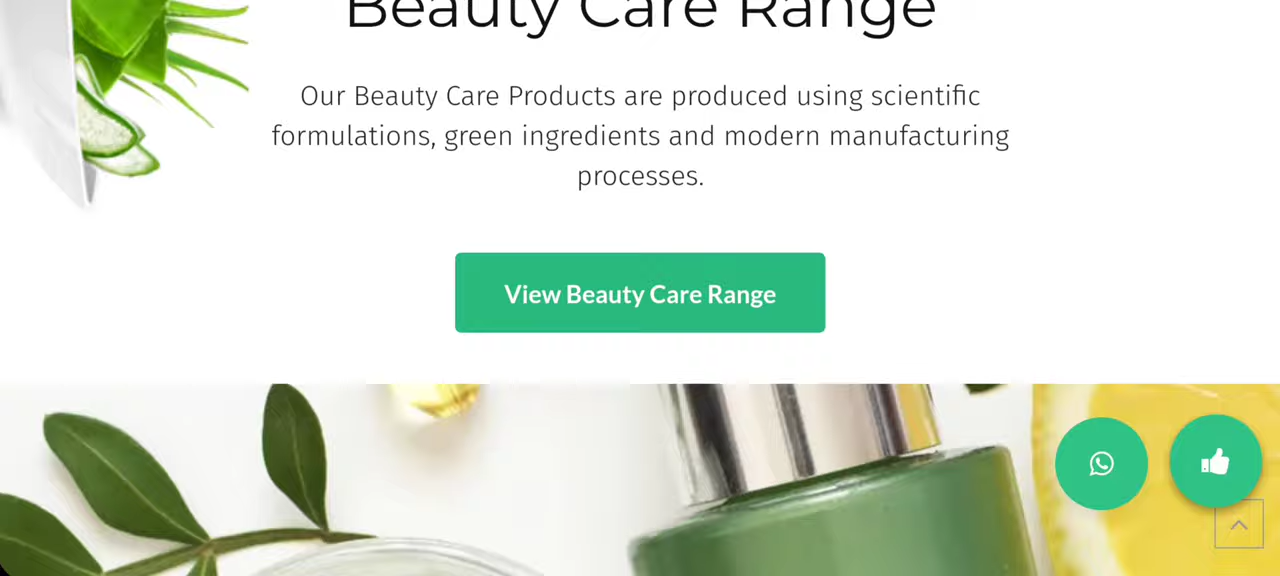 Beauty Care Range
Our Beauty Care Products are produced using scientific
formulations, green ingredients and modern manufacturing
processes.
View Beauty Care Range